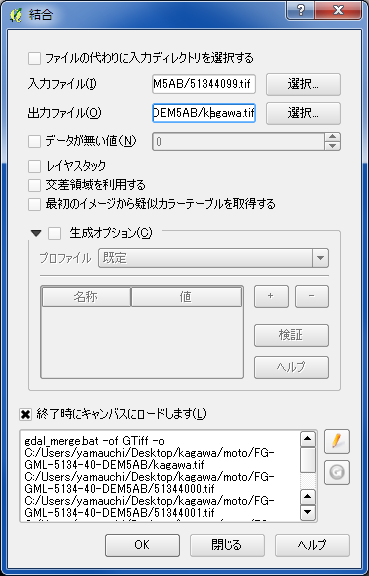 結合
ファイルの代わりに入力ディレクトリを選択する
入力ファイル(I) M5AB/51344099.tif 選択...
出力ファイル(O) DEM5AB/kagawa.tif 選択...
データが無い値(N) 0
レイヤスタック
交差領域を利用する
最初のイメージから疑似カラーテーブルを取得する
生成オプション(C)
プロファイル 既定
名称 値 + -
検証
ヘルプ
終了時にキャンバスにロードします(L)
gdal_merge.bat -of GTiff -o
C:/Users/yamauchi/Desktop/kagawa/moto/FG-
GML-5134-40-DEM5AB/kagawa.tif
C:/Users/yamauchi/Desktop/kagawa/moto/FG-
GML-5134-40-DEM5AB/51344000.tif
C:/Users/yamauchi/Desktop/kagawa/moto/FG-
GML-5134-40-DEM5AB/51344001.tif
OK 閉じる ヘルプ